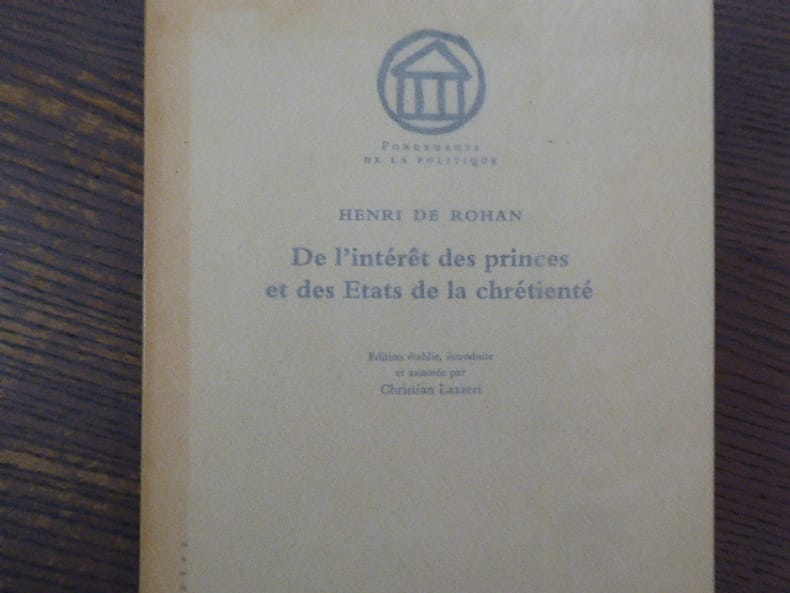 FONDEMENTS
DE LA POLITIQUE
HENRI DE ROHAN
De l'intérêt des princes
et des Etats de la chrétienté
Edition établie, introduite
et annotée par
Christian Lazzeri